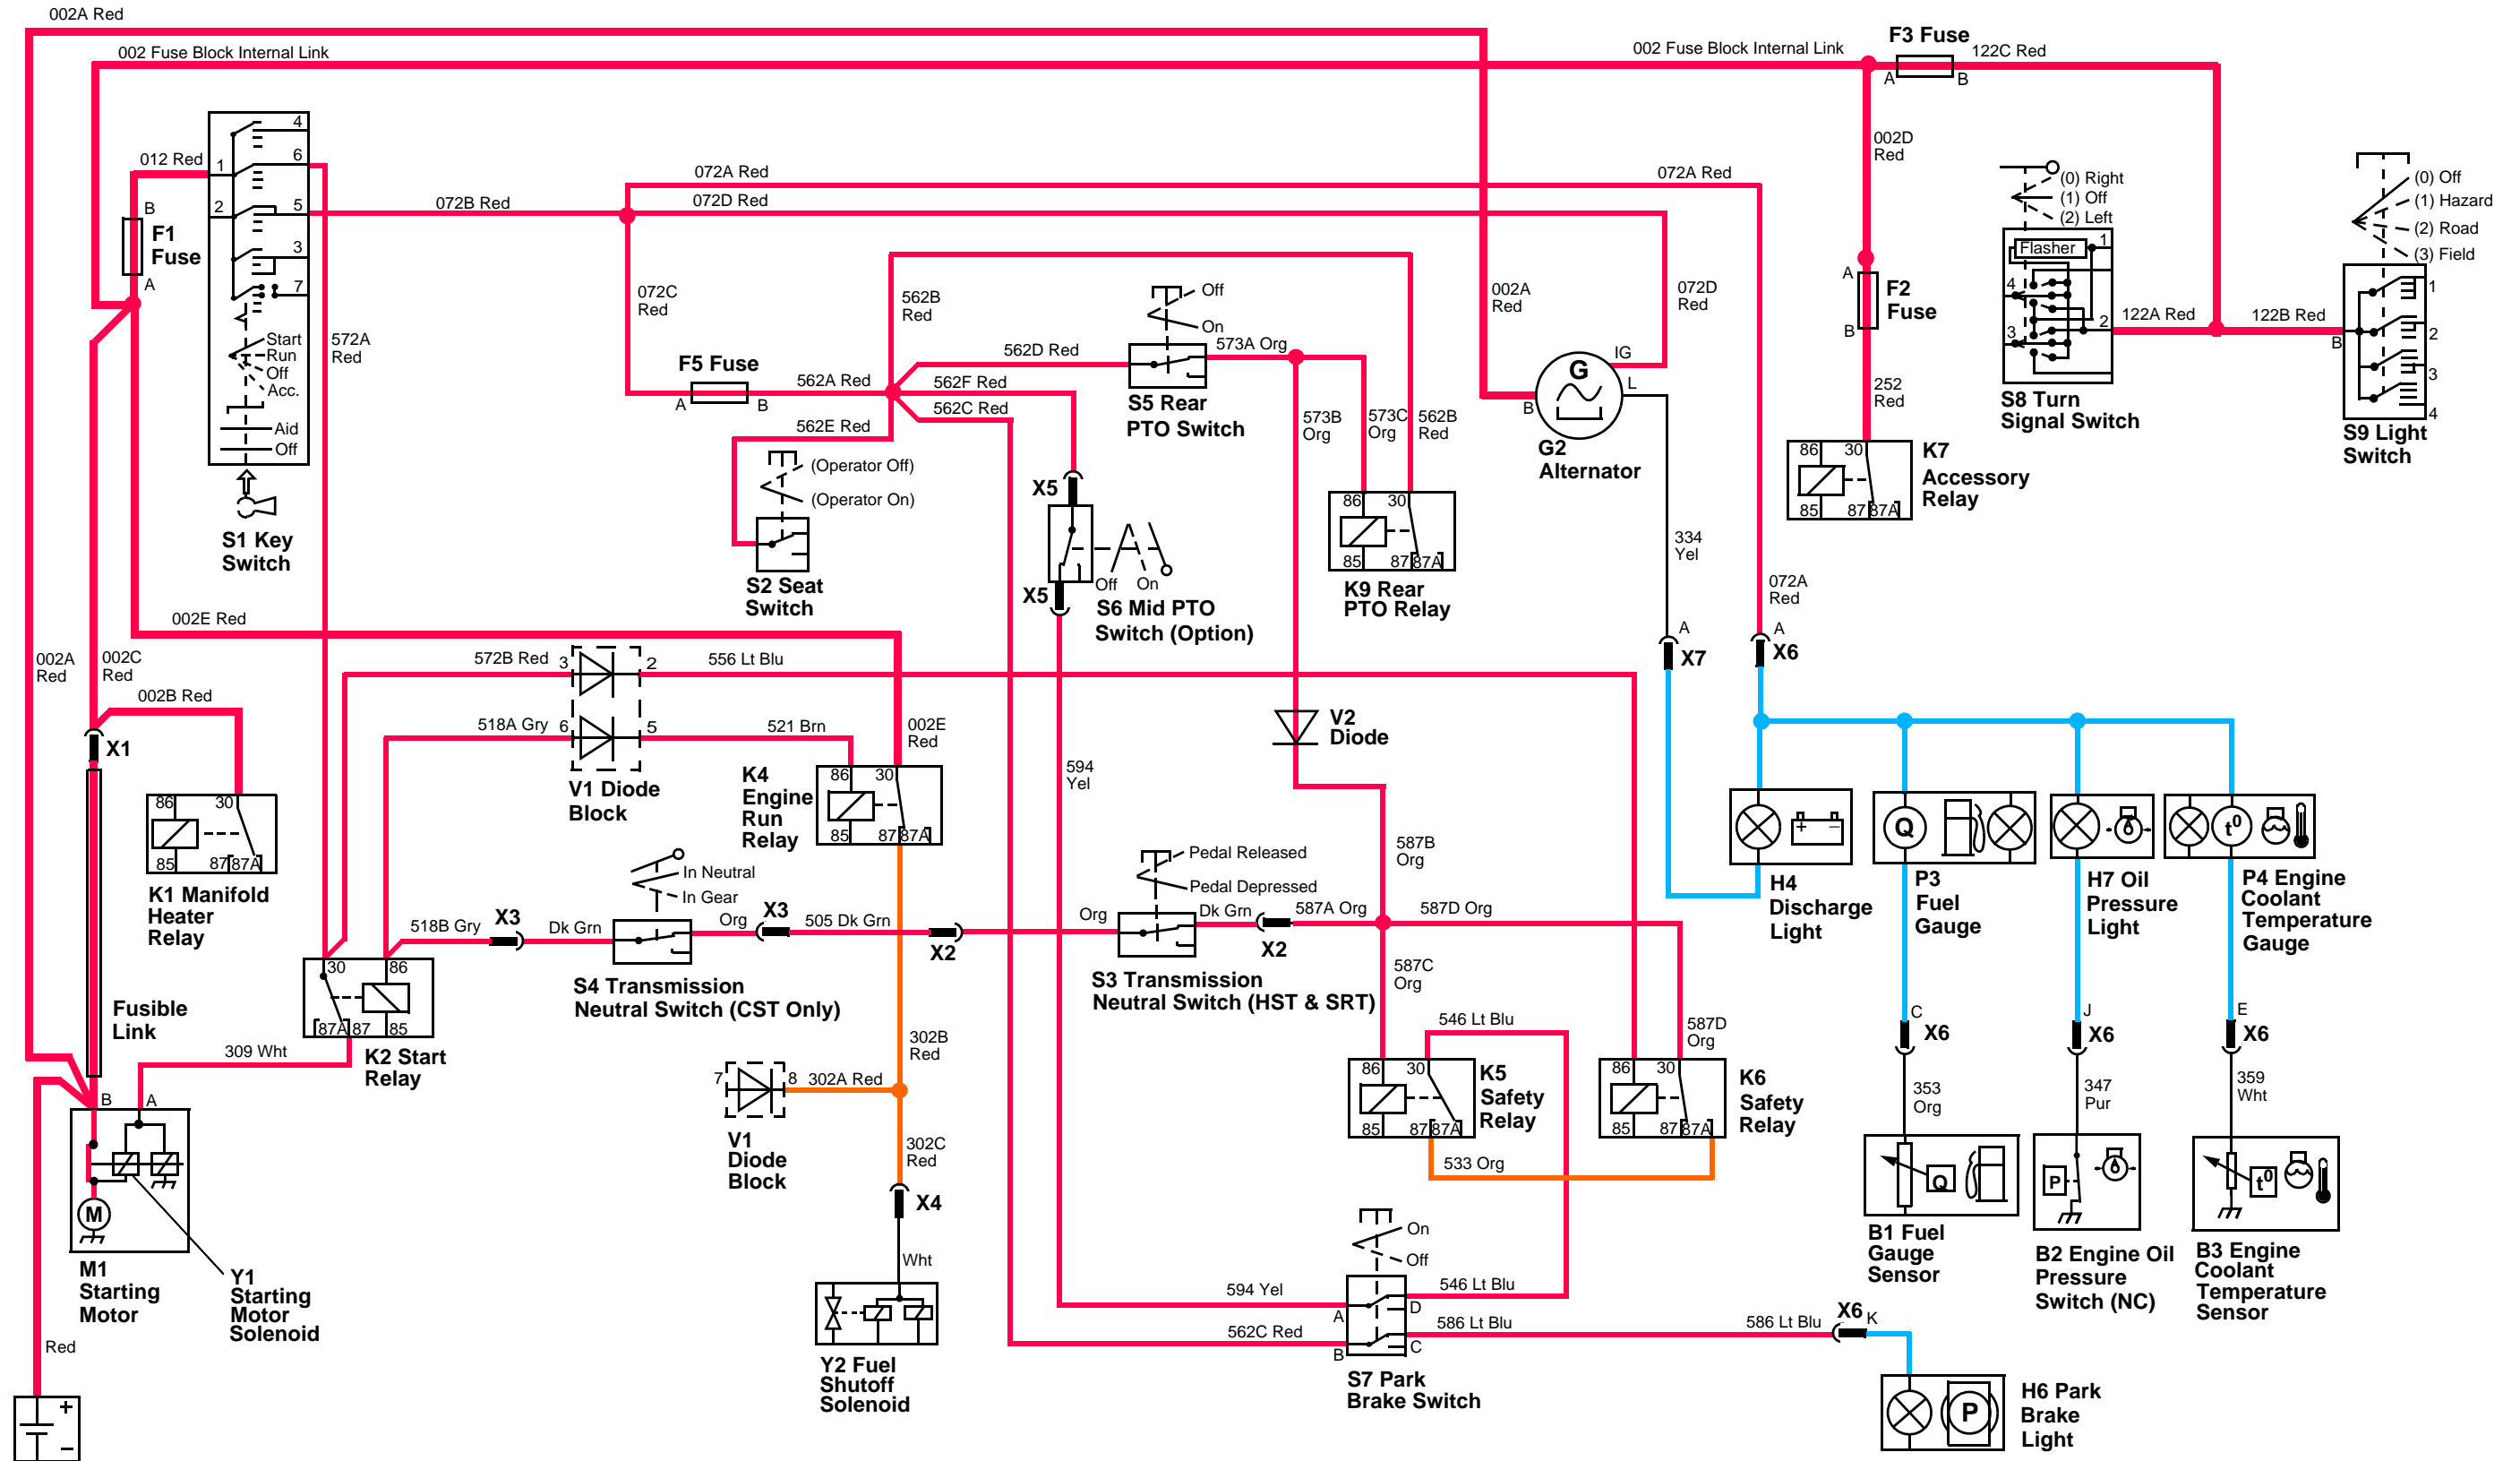 002A Red
002 Fuse Block Internal Link
002 Fuse Block Internal Link
F3 Fuse
122C Red
A
B
012 Red
1
2
4
6
5
3
7
B
F1
Fuse
A
Start
Run
Off
Acc.
Aid
Off
S1 Key
Switch
572A
Red
072B Red
072A Red
072D Red
072A Red
072C
Red
562B
Red
F5 Fuse
A
B
562A Red
562D Red
562F Red
562C Red
562E Red
(Operator Off)
(Operator On)
S2 Seat
Switch
Off
On
573A Org
S5 Rear
PTO Switch
573B
Org
573C
Org
562B
Red
86
30
85
87
87A
K9 Rear
PTO Relay
X5
X5
Off
On
S6 Mid PTO
Switch (Option)
002A
Red
072D
Red
G
IG
L
B
G2
Alternator
334
Yel
002D
Red
A
F2
Fuse
B
252
Red
86
30
85
87
87A
K7
Accessory
Relay
(0) Right
(1) Off
(2) Left
Flasher
1
4
3
2
S8 Turn
Signal Switch
122A Red
122B Red
(0) Off
(1) Hazard
(2) Road
(3) Field
B
1
2
3
4
S9 Light
Switch
002E Red
002A
Red
002C
Red
002B Red
X1
86
30
85
87
87A
K1 Manifold
Heater
Relay
Fusible
Link
572B Red
3
2
556 Lt Blu
518A Gry
6
5
521 Brn
V1 Diode
Block
002E
Red
K4
Engine
Run
Relay
86
30
85
87
87A
594
Yel
V2
Diode
072A
Red
A
X7
A
X6
In Neutral
In Gear
518B Gry
X3
Dk Grn
Org
X3
505 Dk Grn
X2
S4 Transmission
Neutral Switch (CST Only)
Pedal Released
Pedal Depressed
Org
Dk Grn
X2
587A Org
587D Org
587B
Org
587C
Org
S3 Transmission
Neutral Switch (HST & SRT)
30
86
87A
87
85
K2 Start
Relay
309 Wht
302B
Red
7
8
302A Red
V1
Diode
Block
302C
Red
X4
Wht
Y2 Fuel
Shutoff
Solenoid
546 Lt Blu
86
30
85
87
87A
K5
Safety
Relay
587D
Org
86
30
85
87
87A
K6
Safety
Relay
533 Org
On
Off
594 Yel
A
D
546 Lt Blu
562C Red
B
C
586 Lt Blu
586 Lt Blu
X6
K
S7 Park
Brake Switch
P
H6 Park
Brake
Light
+
−
H4
Discharge
Light
Q
P3
Fuel
Gauge
H7 Oil
Pressure
Light
t0
P4 Engine
Coolant
Temperature
Gauge
C
X6
J
X6
E
X6
353
Org
347
Pur
359
Wht
Q
B1 Fuel
Gauge
Sensor
P
B2 Engine Oil
Pressure
Switch (NC)
t0
B3 Engine
Coolant
Temperature
Sensor
B
A
M
M1
Starting
Motor
Y1
Starting
Motor
Solenoid
Red
+
−